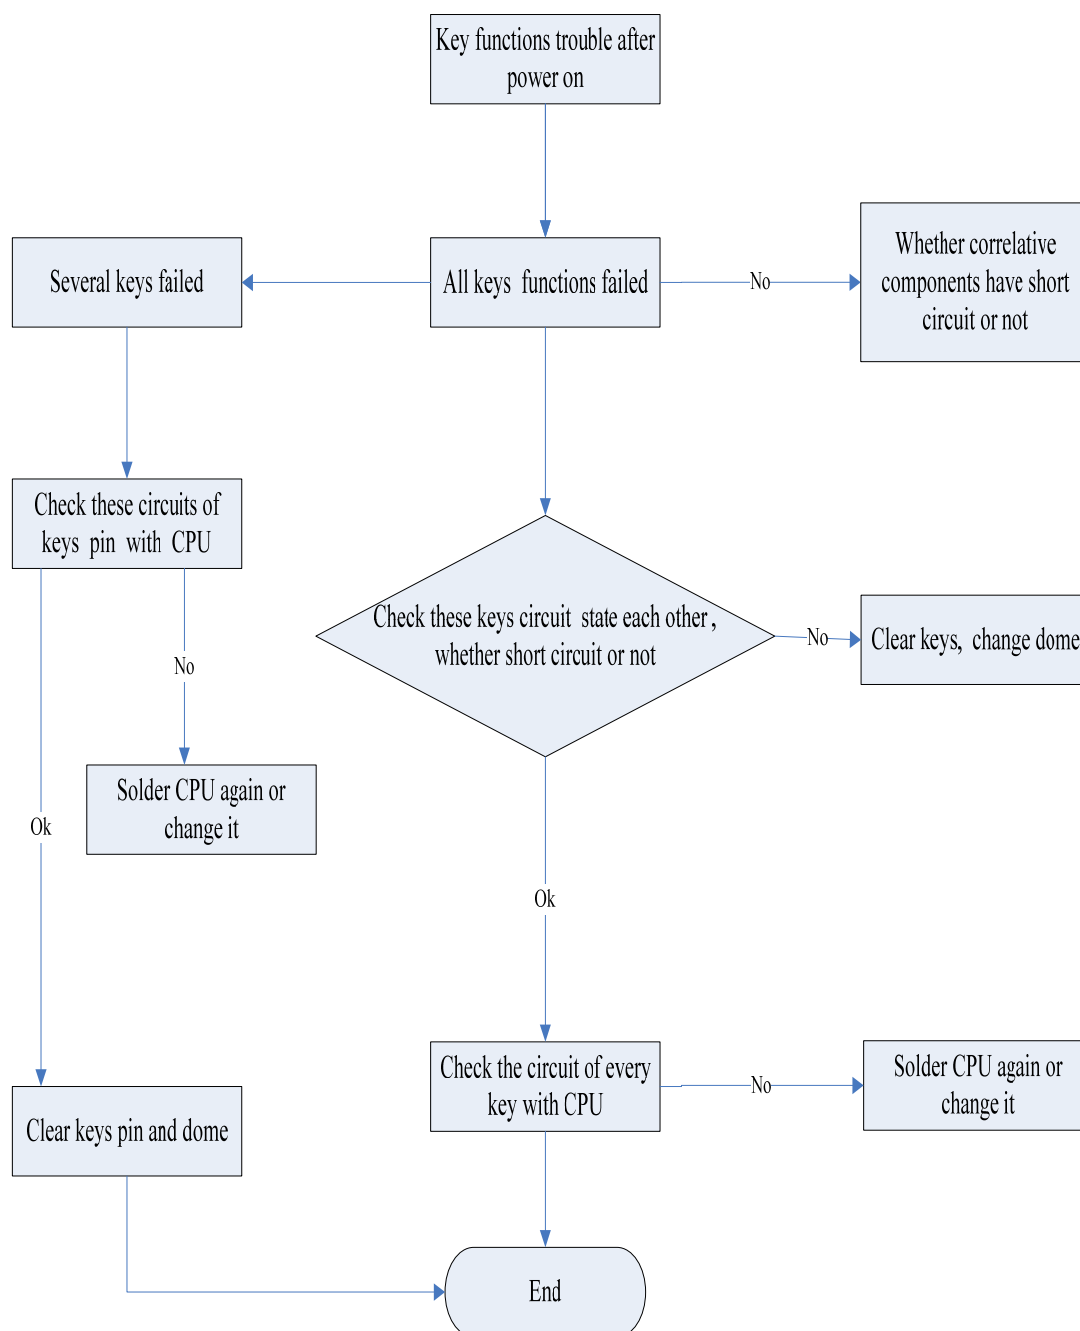 Key functions trouble after
power on
Several keys failed
All keys functions failed
No
Whether correlative
components have short
circuit or not
Check these circuits of
keys pin with CPU
Check these keys circuit state each other ,
whether short circuit or not
No
Clear keys, change dome
No
Solder CPU again or
change it
Ok
Ok
Check the circuit of every
key with CPU
No
Solder CPU again or
change it
Clear keys pin and dome
End